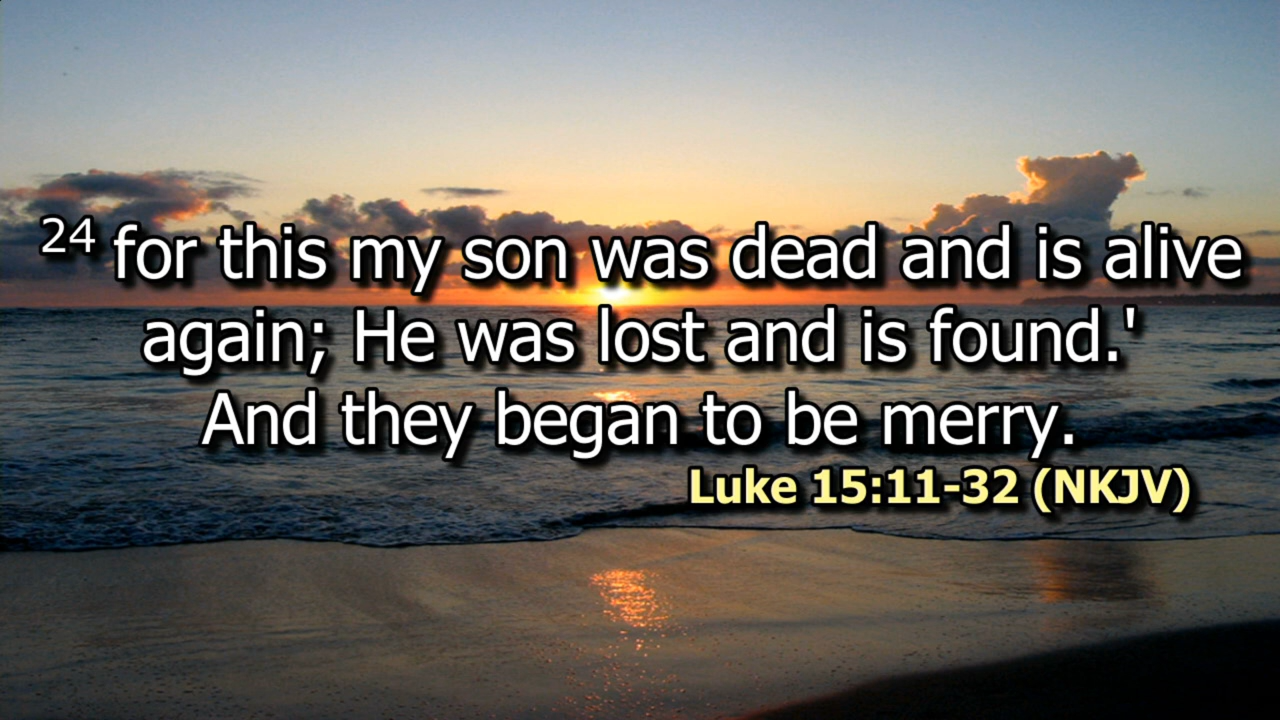 24 for this my son was dead and is alive
again; He was lost and is found.'
And they began to be merry.
Luke 15:11-32 (NKJV)